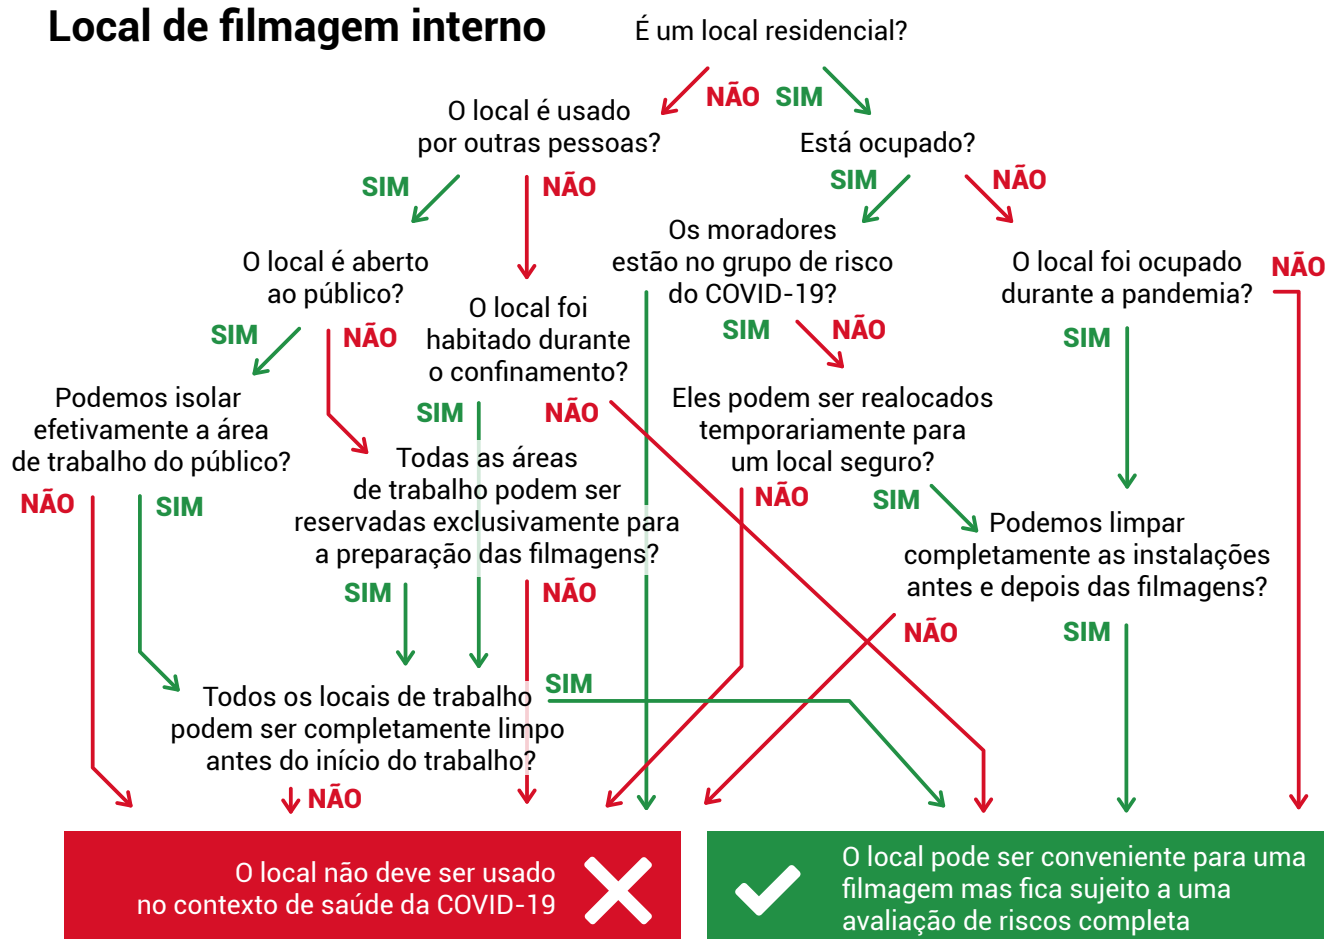 Local de filmagem interno
É um local residencial?
NÃO
SIM
O local é usado
por outras pessoas?
Está ocupado?
SIM
NÃO
SIM
NÃO
O local é aberto
ao público?
O local foi
habitado durante
o confinamento?
Os moradores
estão no grupo de risco
do COVID-19?
O local foi ocupado
durante a pandemia?
NÃO
SIM
NÃO
SIM
NÃO
SIM
Podemos isolar
efetivamente a área
de trabalho do público?
SIM
NÃO
Eles podem ser realocados
temporariamente para
um local seguro?
Todas as áreas
de trabalho podem ser
reservadas exclusivamente para
a preparação das filmagens?
NÃO
SIM
NÃO
SIM
Podemos limpar
completamente as instalações
antes e depois das filmagens?
SIM
NÃO
NÃO
SIM
Todos os locais de trabalho
podem ser completamente limpo
antes do início do trabalho?
SIM
NÃO
O local não deve ser usado
no contexto de saúde da COVID-19
O local pode ser conveniente para uma
filmagem mas fica sujeito a uma
avaliação de riscos completa